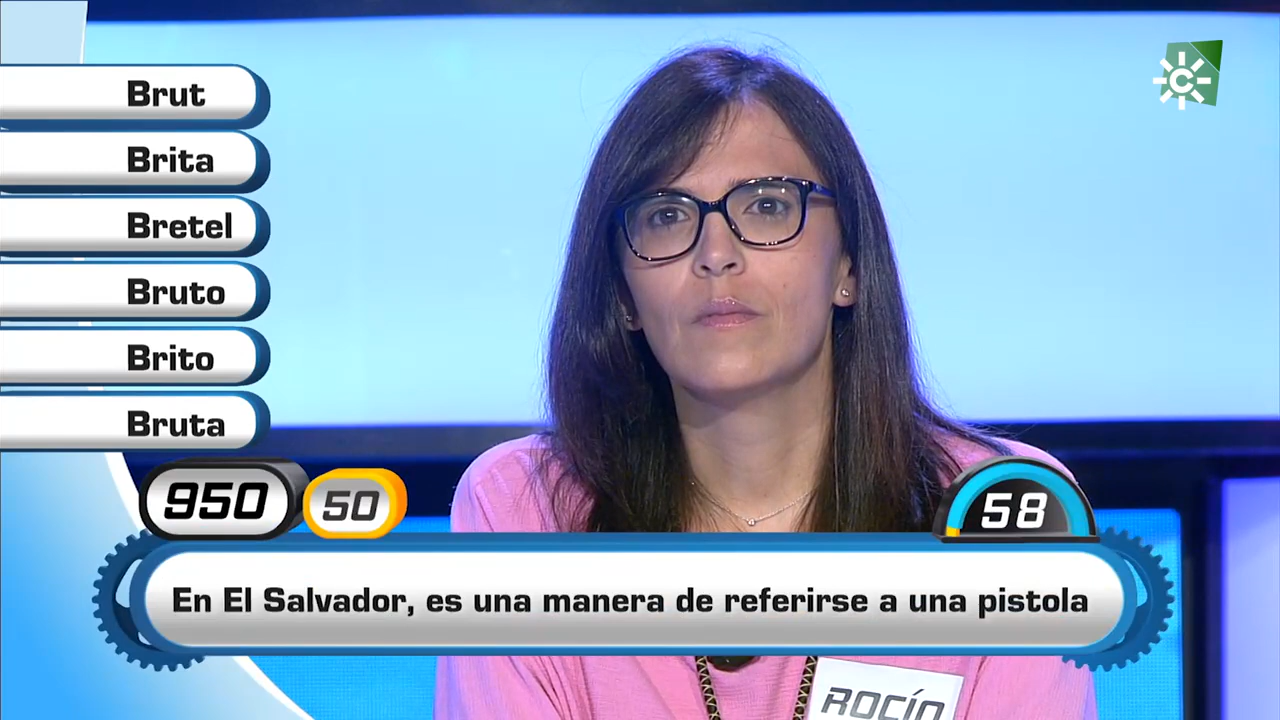 Brut
Brita
Bretel
Bruto
Brito
Bruta
950
50
58
En El Salvador, es una manera de referirse a una pistola
ROCÍO
C